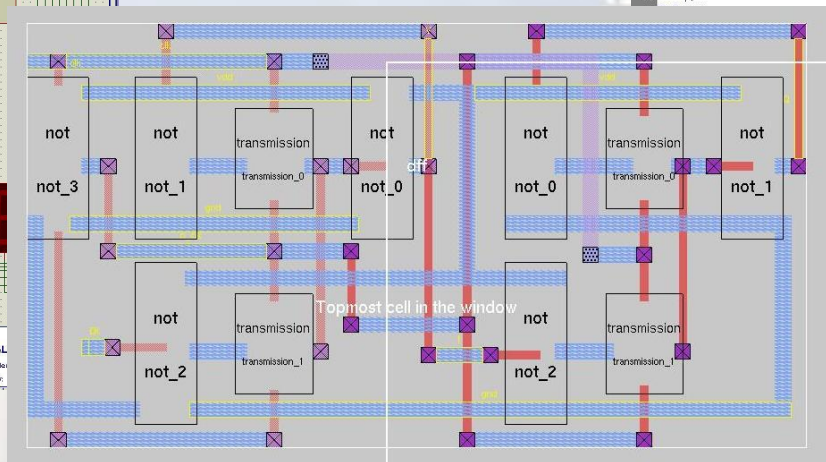 clk
vdd
vdd
not
not
transmission
not
not
transmission
not
not_3
not_1
transmission_0
not_0
dff
not_0
transmission_0
not_1
gnd
Topmost cell in the window
not
transmission
not
transmission
not_2
transmission_1
not_2
transmission_1
gnd